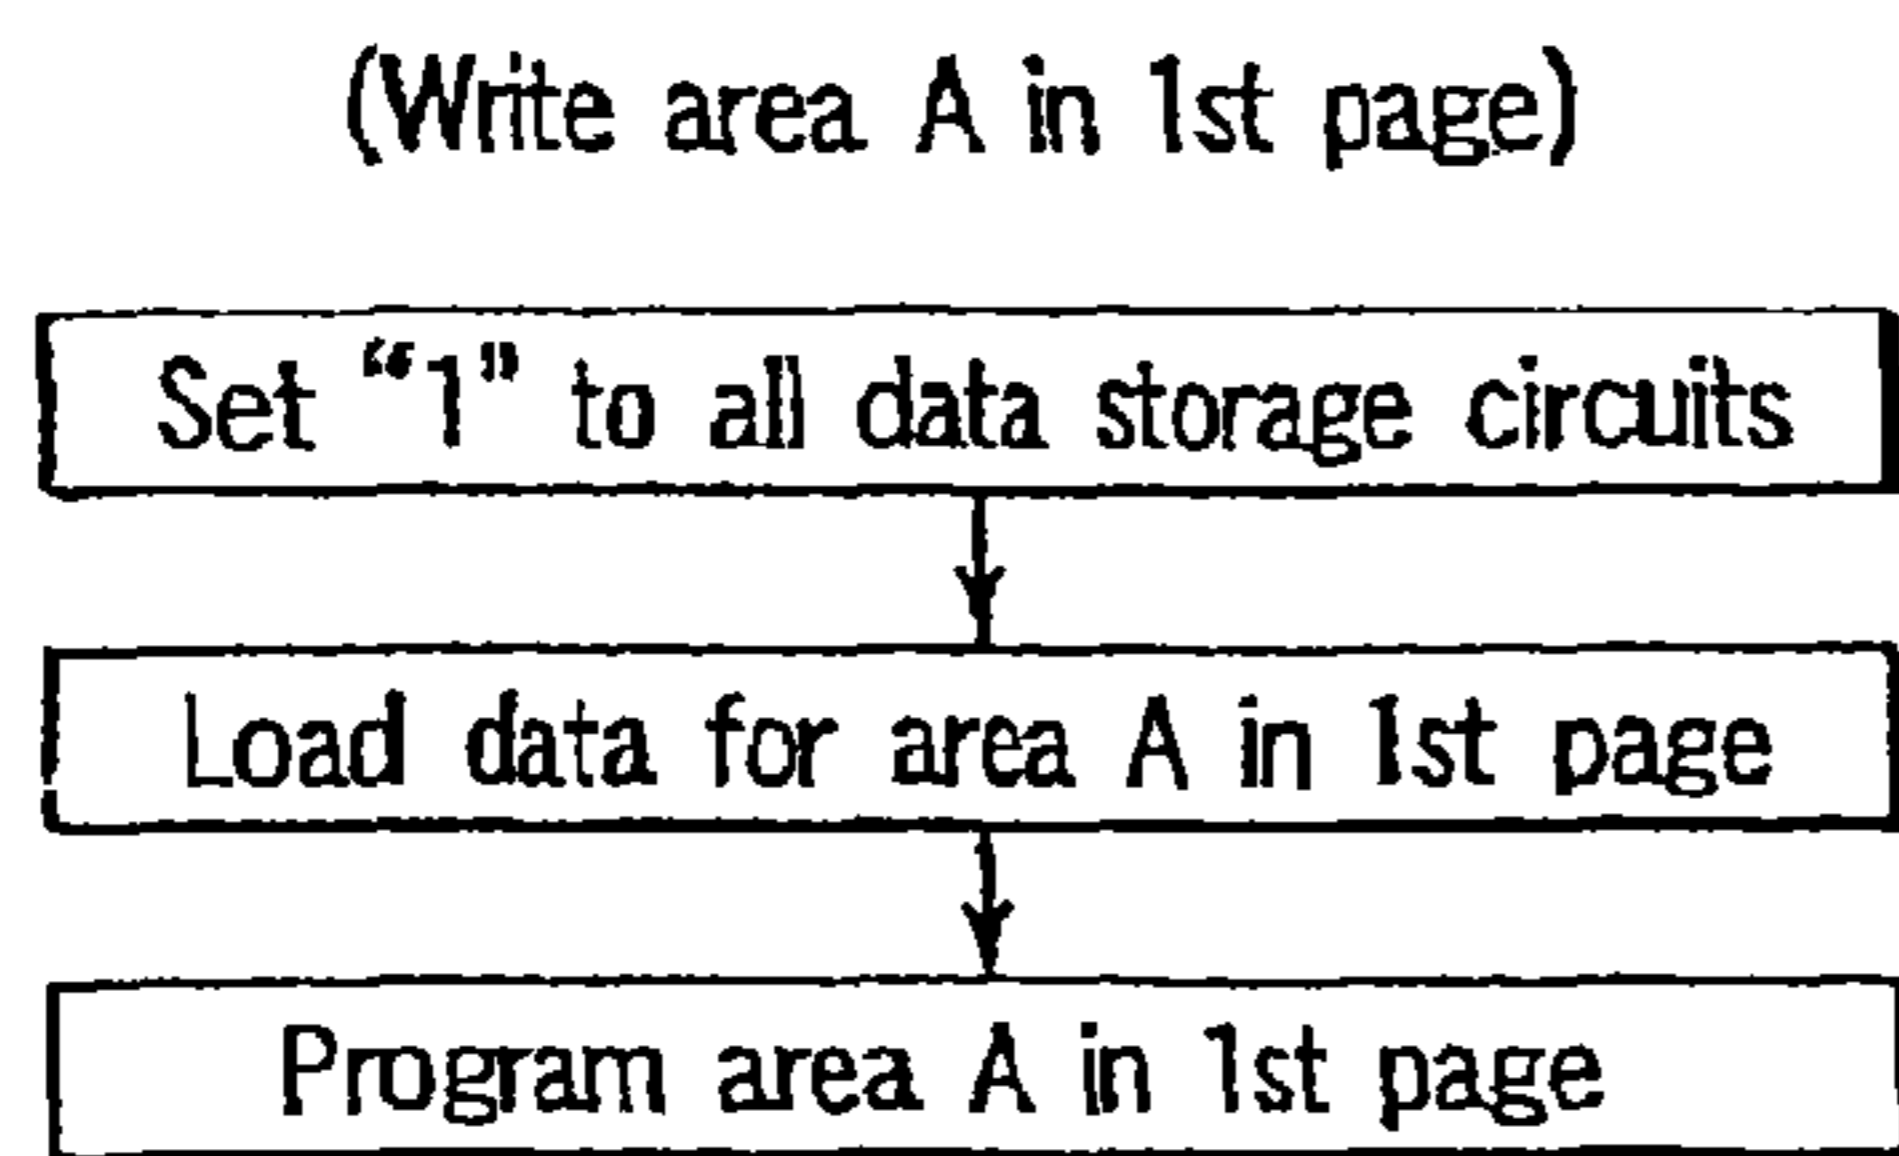 (Write area A in 1st page)
Set “1” to all data storage circuits
Load data for area A in 1st page
Program area A in 1st page